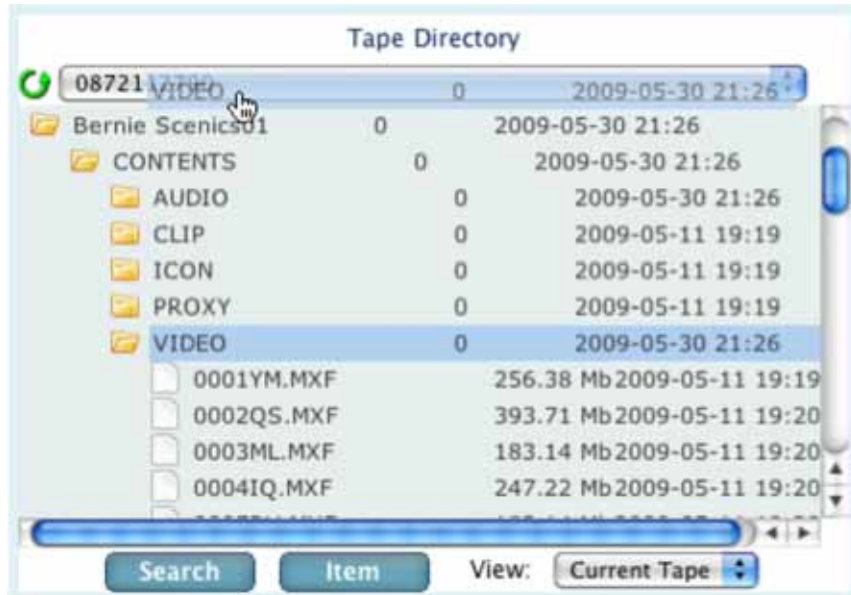 Tape Directory
08721
VIDEO 0 2009-05-30 21:26
Bernie Scenics01 0 2009-05-30 21:26
CONTENTS 0 2009-05-30 21:26
AUDIO 0 2009-05-30 21:26
CLIP 0 2009-05-11 19:19
ICON 0 2009-05-11 19:19
PROXY 0 2009-05-11 19:19
VIDEO 0 2009-05-30 21:26
0001YM.MXF 256.38 Mb 2009-05-11 19:19
0002QS.MXF 393.71 Mb 2009-05-11 19:20
0003ML.MXF 183.14 Mb 2009-05-11 19:20
0004IQ.MXF 247.22 Mb 2009-05-11 19:20
Search Item View: Current Tape